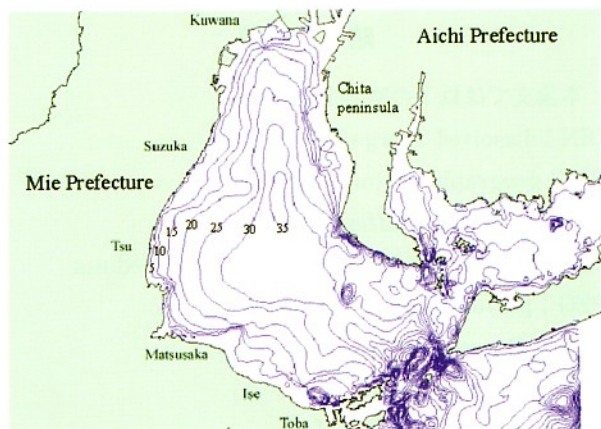 Kuwana
Aichi Prefecture
Chita
peninsula
Suzuka
Mie Prefecture
Tsu
5
10
15
20
25
30
35
Matsusaka
Ise
Toba